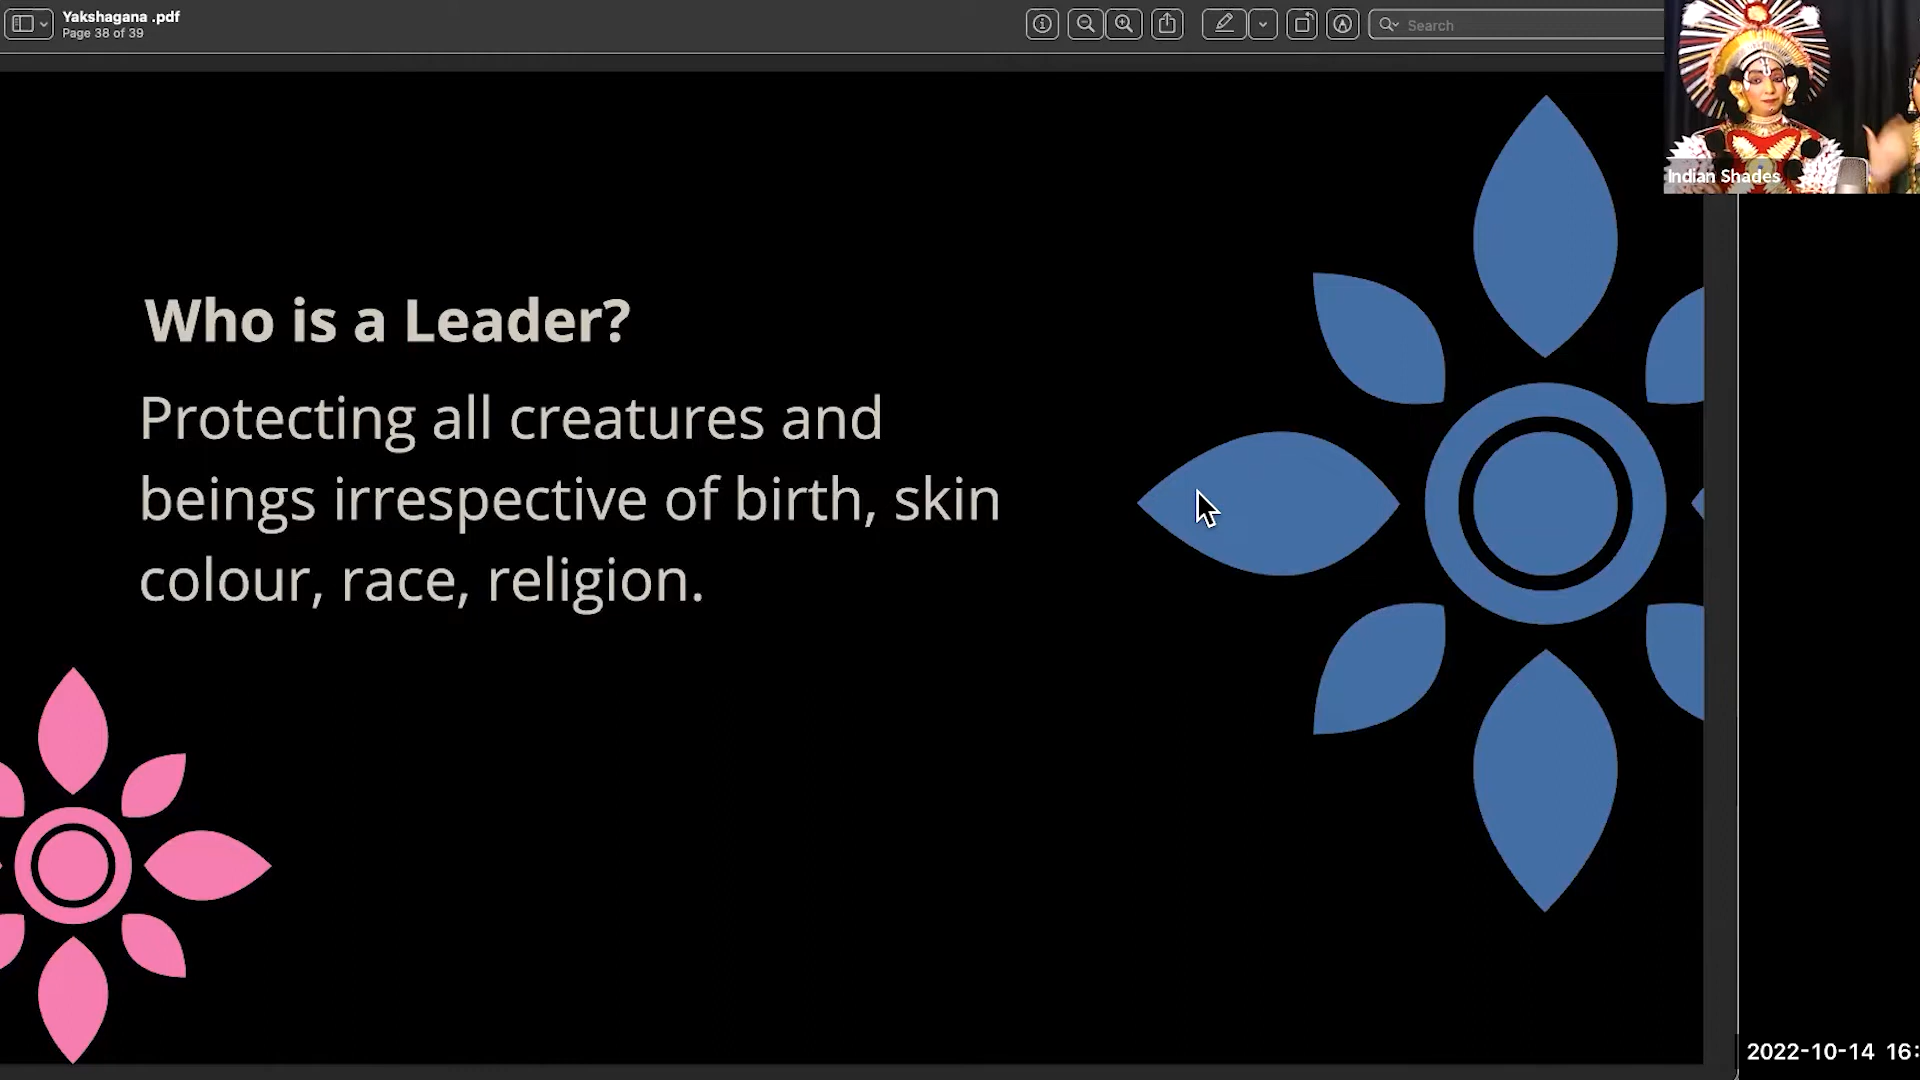 Yakshagana .pdf
Page 38 of 39
Search
Indian Shades
Who is a Leader?
Protecting all creatures and
beings irrespective of birth, skin
colour, race, religion.
2022-10-14 16: